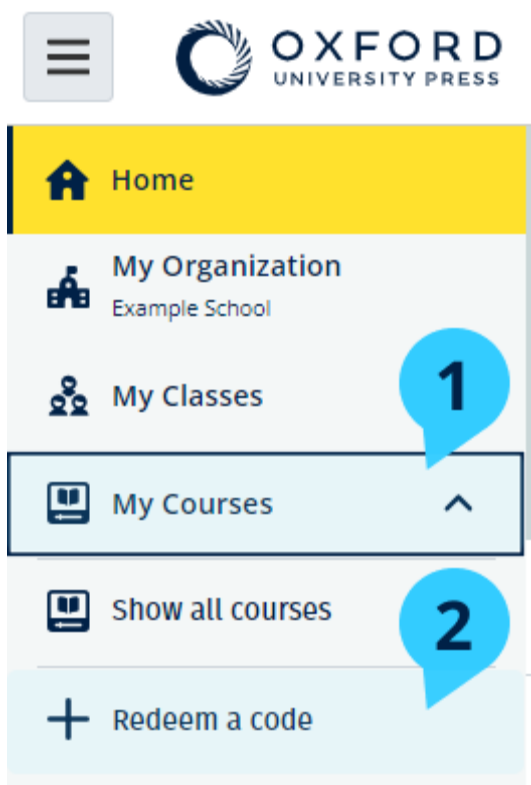 OXFORD
UNIVERSITY PRESS
Home
My Organization
Example School
My Classes
1
My Courses
Show all courses
2
Redeem a code